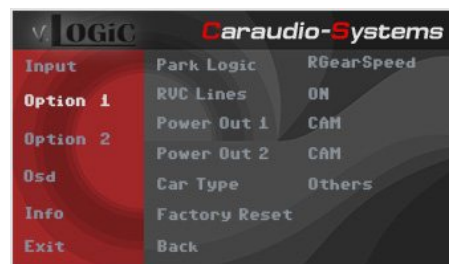 v.LOGiC
Caraudio-Systems
Input
Option 1
Option 2
Osd
Info
Exit
Park Logic RGearSpeed
RVC Lines ON
Power Out 1 CAM
Power Out 2 CAM
Car Type Others
Factory Reset
Back